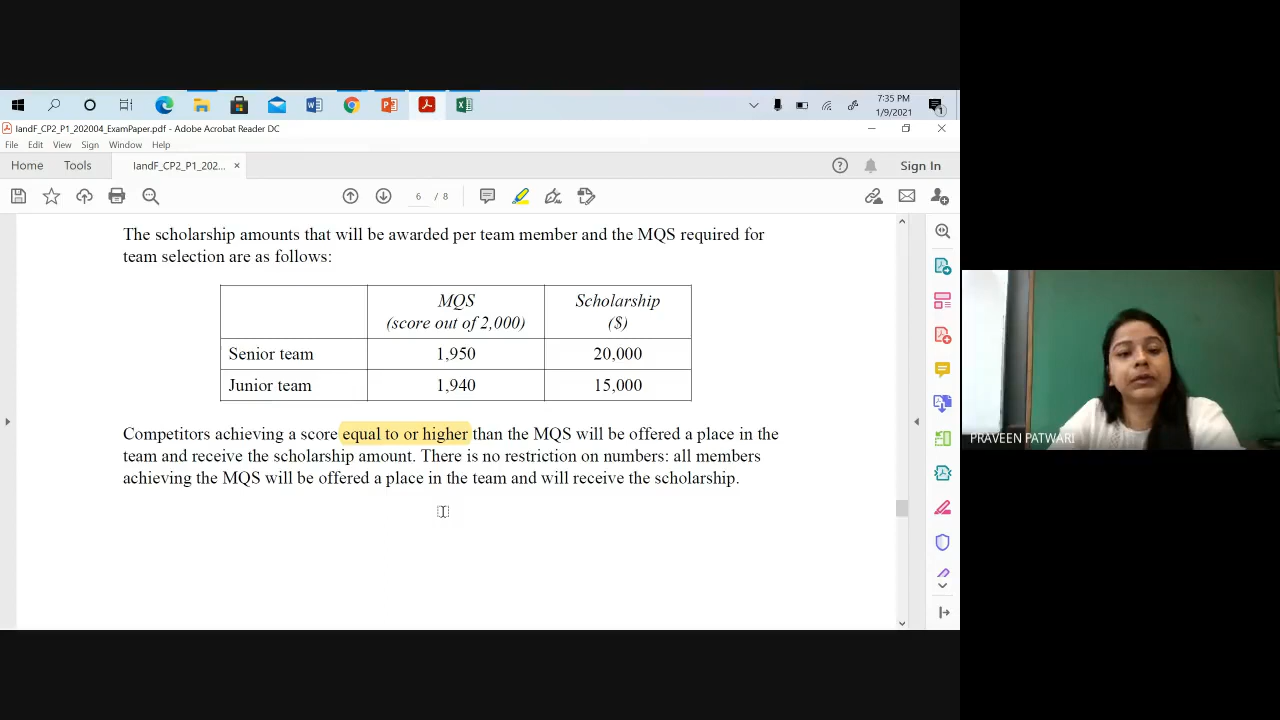 7:35 PM
1/9/2021
IandF_CP2_P1_202004_ExamPaper.pdf - Adobe Acrobat Reader DC
File Edit View Sign Window Help
Home Tools IandF_CP2_P1_202... × Sign In
6 / 8
The scholarship amounts that will be awarded per team member and the MQS required for
team selection are as follows:
MQS Scholarship
(score out of 2,000) ($)
Senior team 1,950 20,000
Junior team 1,940 15,000
Competitors achieving a score equal to or higher than the MQS will be offered a place in the
team and receive the scholarship amount. There is no restriction on numbers: all members
achieving the MQS will be offered a place in the team and will receive the scholarship.
PRAVEEN PATWARI